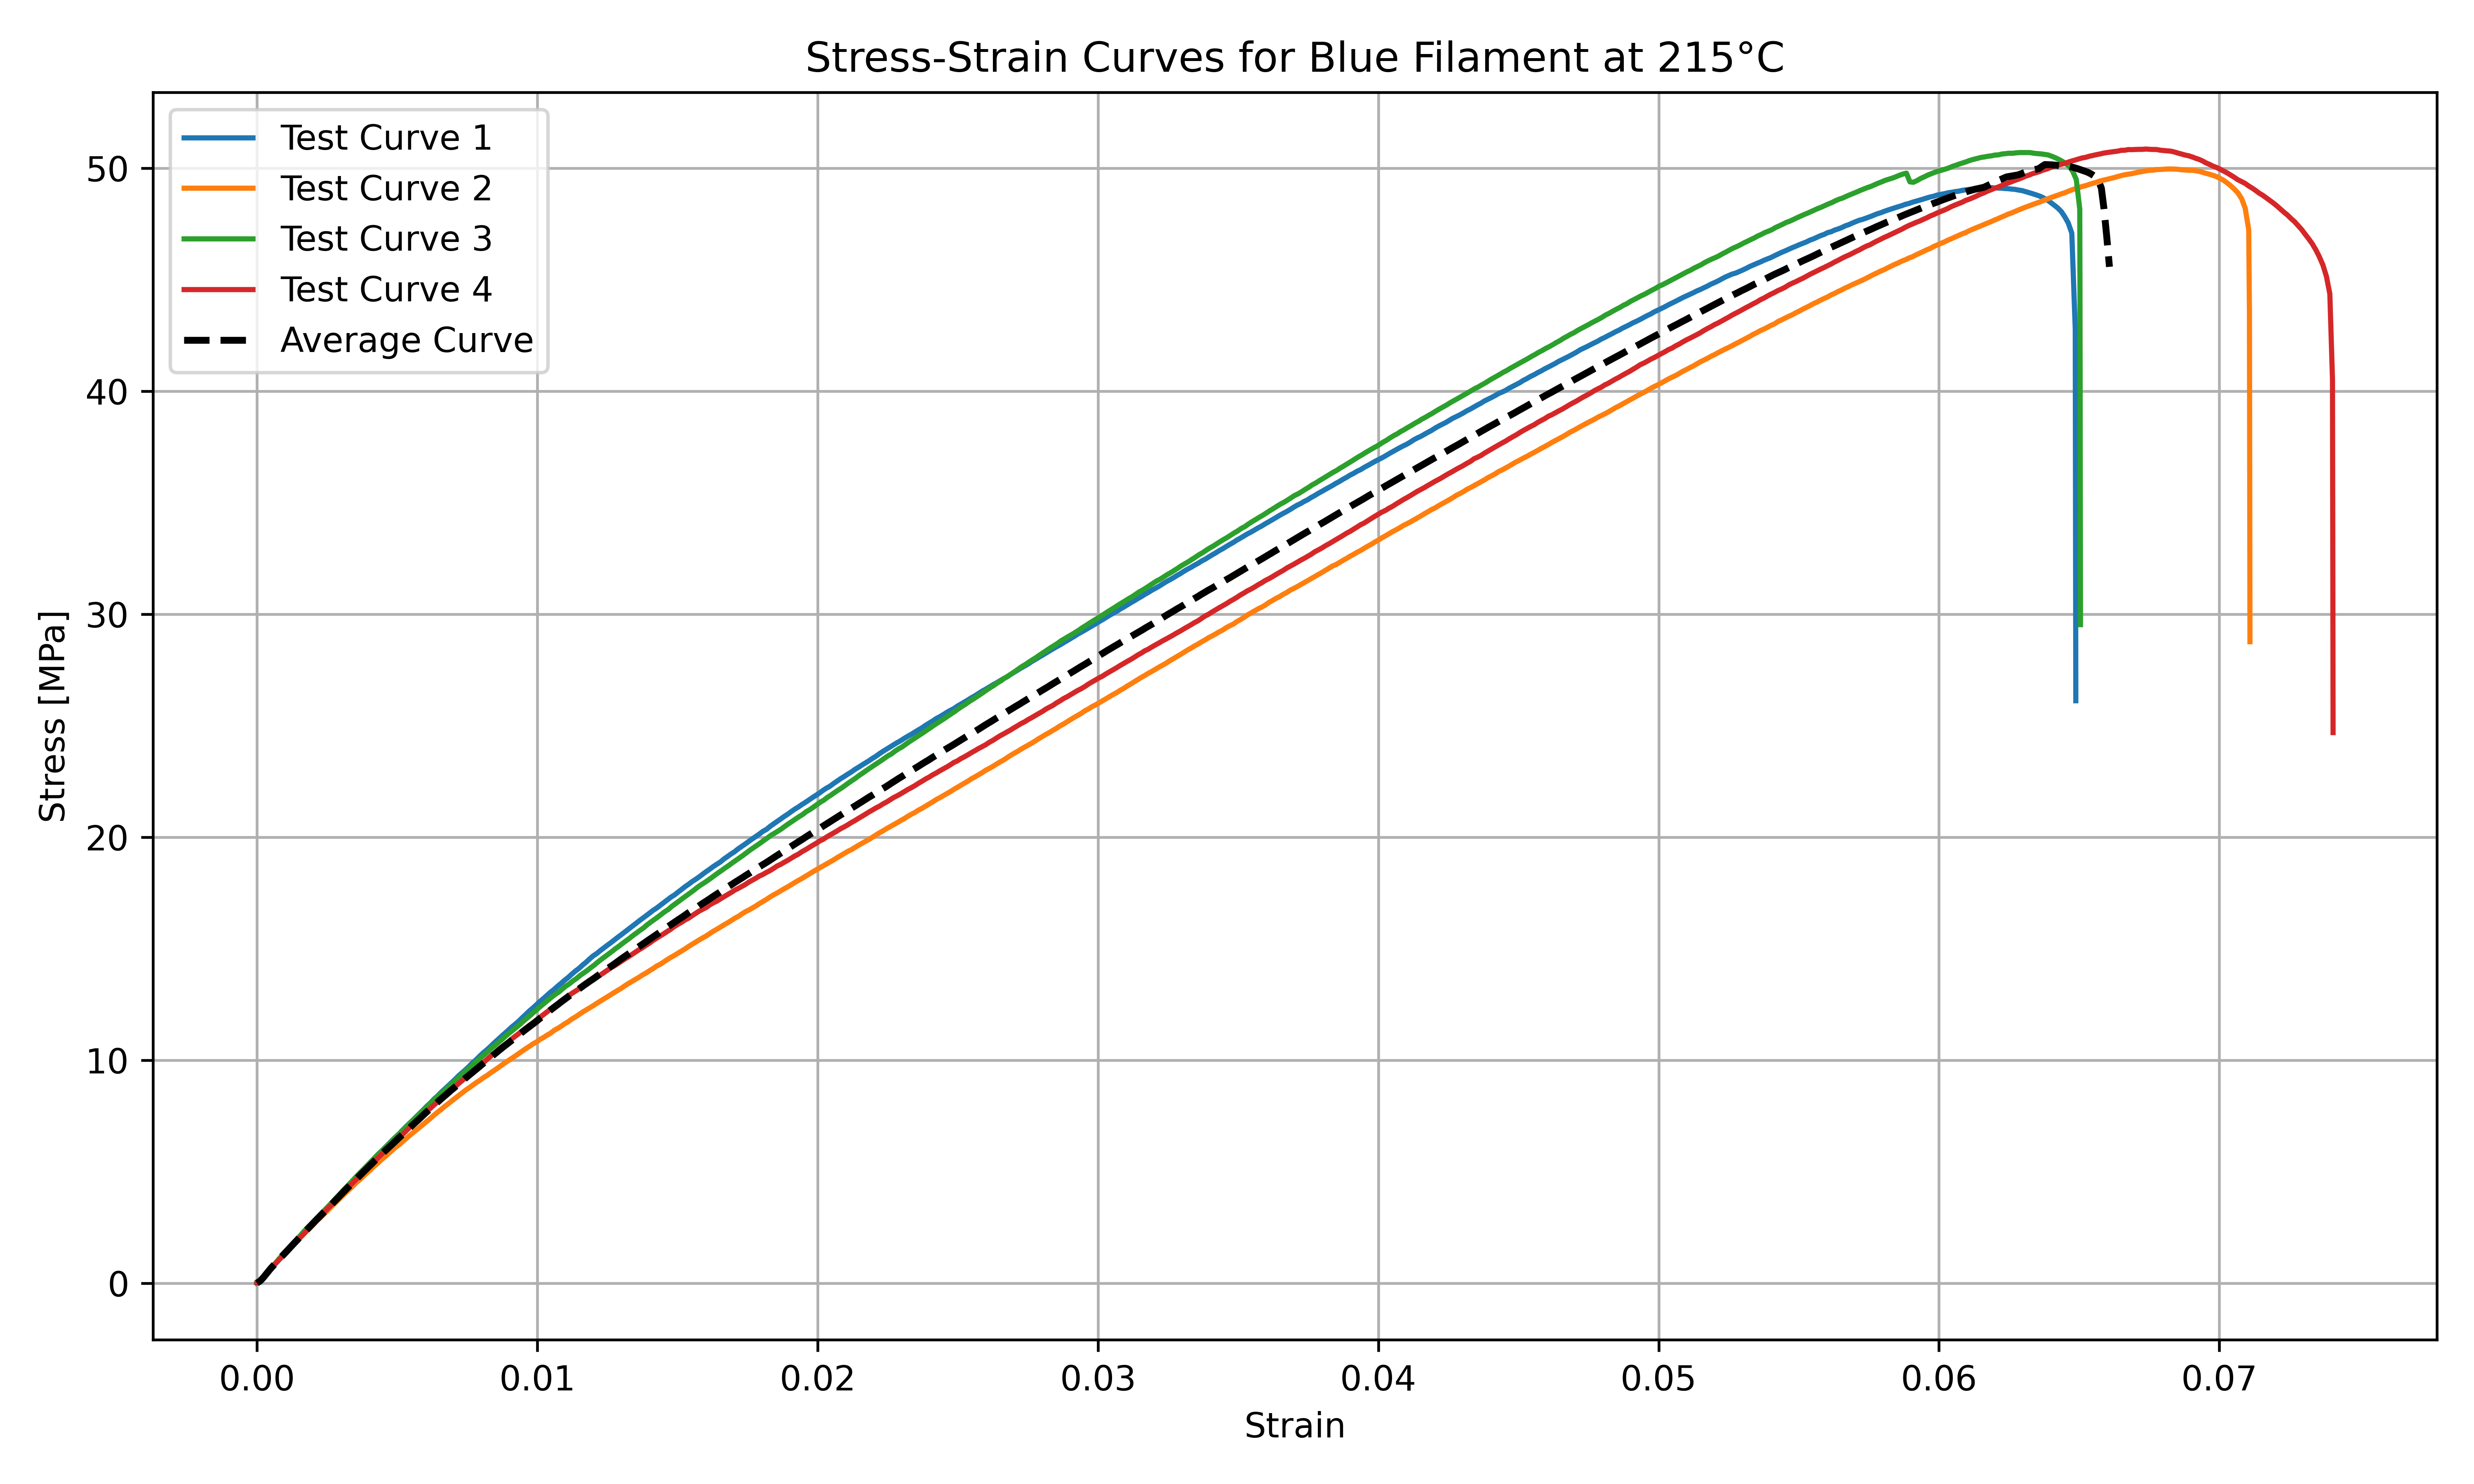 Stress-Strain Curves for Blue Filament at 215°C
Test Curve 1
Test Curve 2
Test Curve 3
Test Curve 4
Average Curve
Stress [MPa]
50
40
30
20
10
0
0.00 0.01 0.02 0.03 0.04 0.05 0.06 0.07
Strain